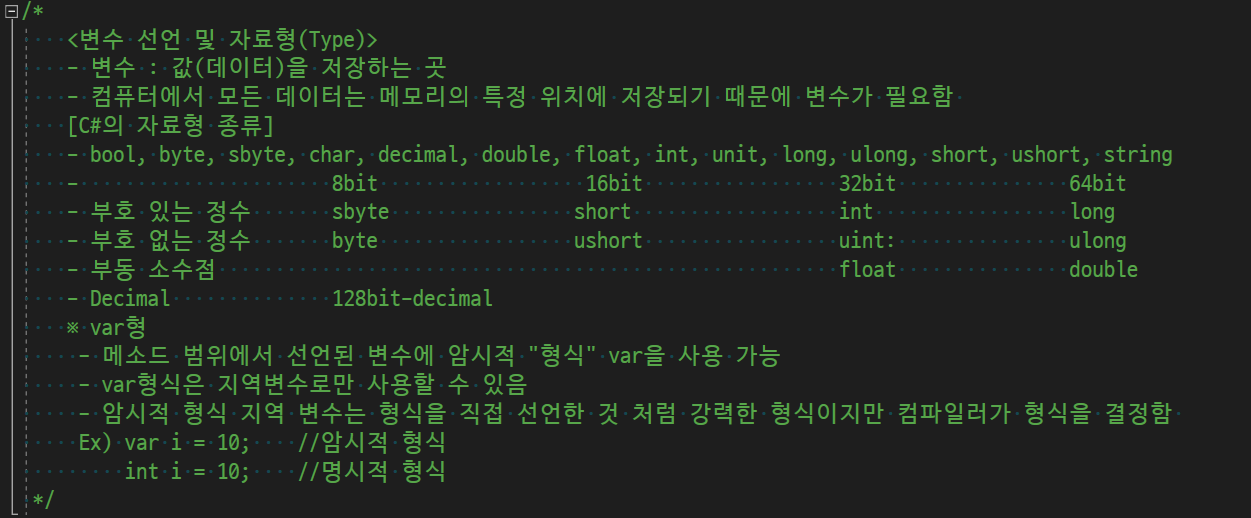 /*
<변수 선언 및 자료형(Type)>
- 변수 : 값(데이터)을 저장하는 곳
- 컴퓨터에서 모든 데이터는 메모리의 특정 위치에 저장되기 때문에 변수가 필요함
[C#의 자료형 종류]
- bool, byte, sbyte, char, decimal, double, float, int, unit, long, ulong, short, ushort, string
- 8bit 16bit 32bit 64bit
- 부호 있는 정수 sbyte short int long
- 부호 없는 정수 byte ushort uint: ulong
- 부동 소수점 float double
- Decimal 128bit-decimal
※ var형
- 메소드 범위에서 선언된 변수에 암시적 "형식" var을 사용 가능
- var형식은 지역변수로만 사용할 수 있음
- 암시적 형식 지역 변수는 형식을 직접 선언한 것 처럼 강력한 형식이지만 컴파일러가 형식을 결정함
Ex) var i = 10; //암시적 형식
int i = 10; //명시적 형식
*/